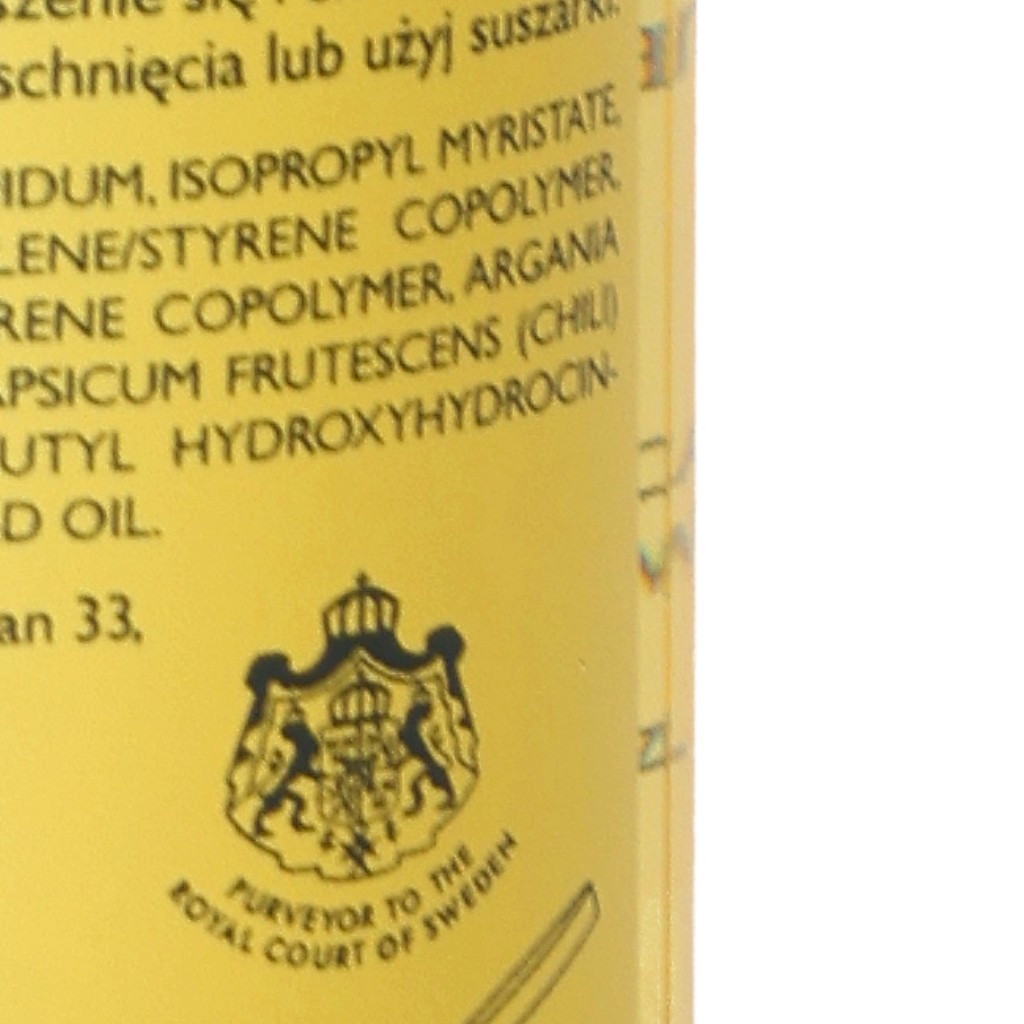 schnięcia lub użyj suszarki.
IDUM, ISOPROPYL MYRISTATE,
LENE/STYRENE COPOLYMER,
RENE COPOLYMER, ARGANIA
APSICUM FRUTESCENS (CHILI)
UTYL HYDROXYHYDROCIN-
D OIL.
an 33,
PURVEYOR TO THE
ROYAL COURT OF SWEDEN